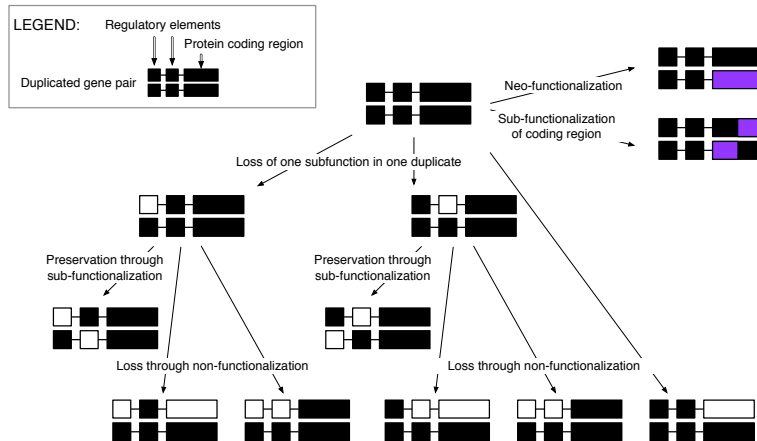 LEGEND:
Regulatory elements
Protein coding region
Duplicated gene pair
Neo-functionalization
Sub-functionalization
of coding region
Loss of one subfunction in one duplicate
Preservation through
sub-functionalization
Preservation through
sub-functionalization
Loss through non-functionalization
Loss through non-functionalization